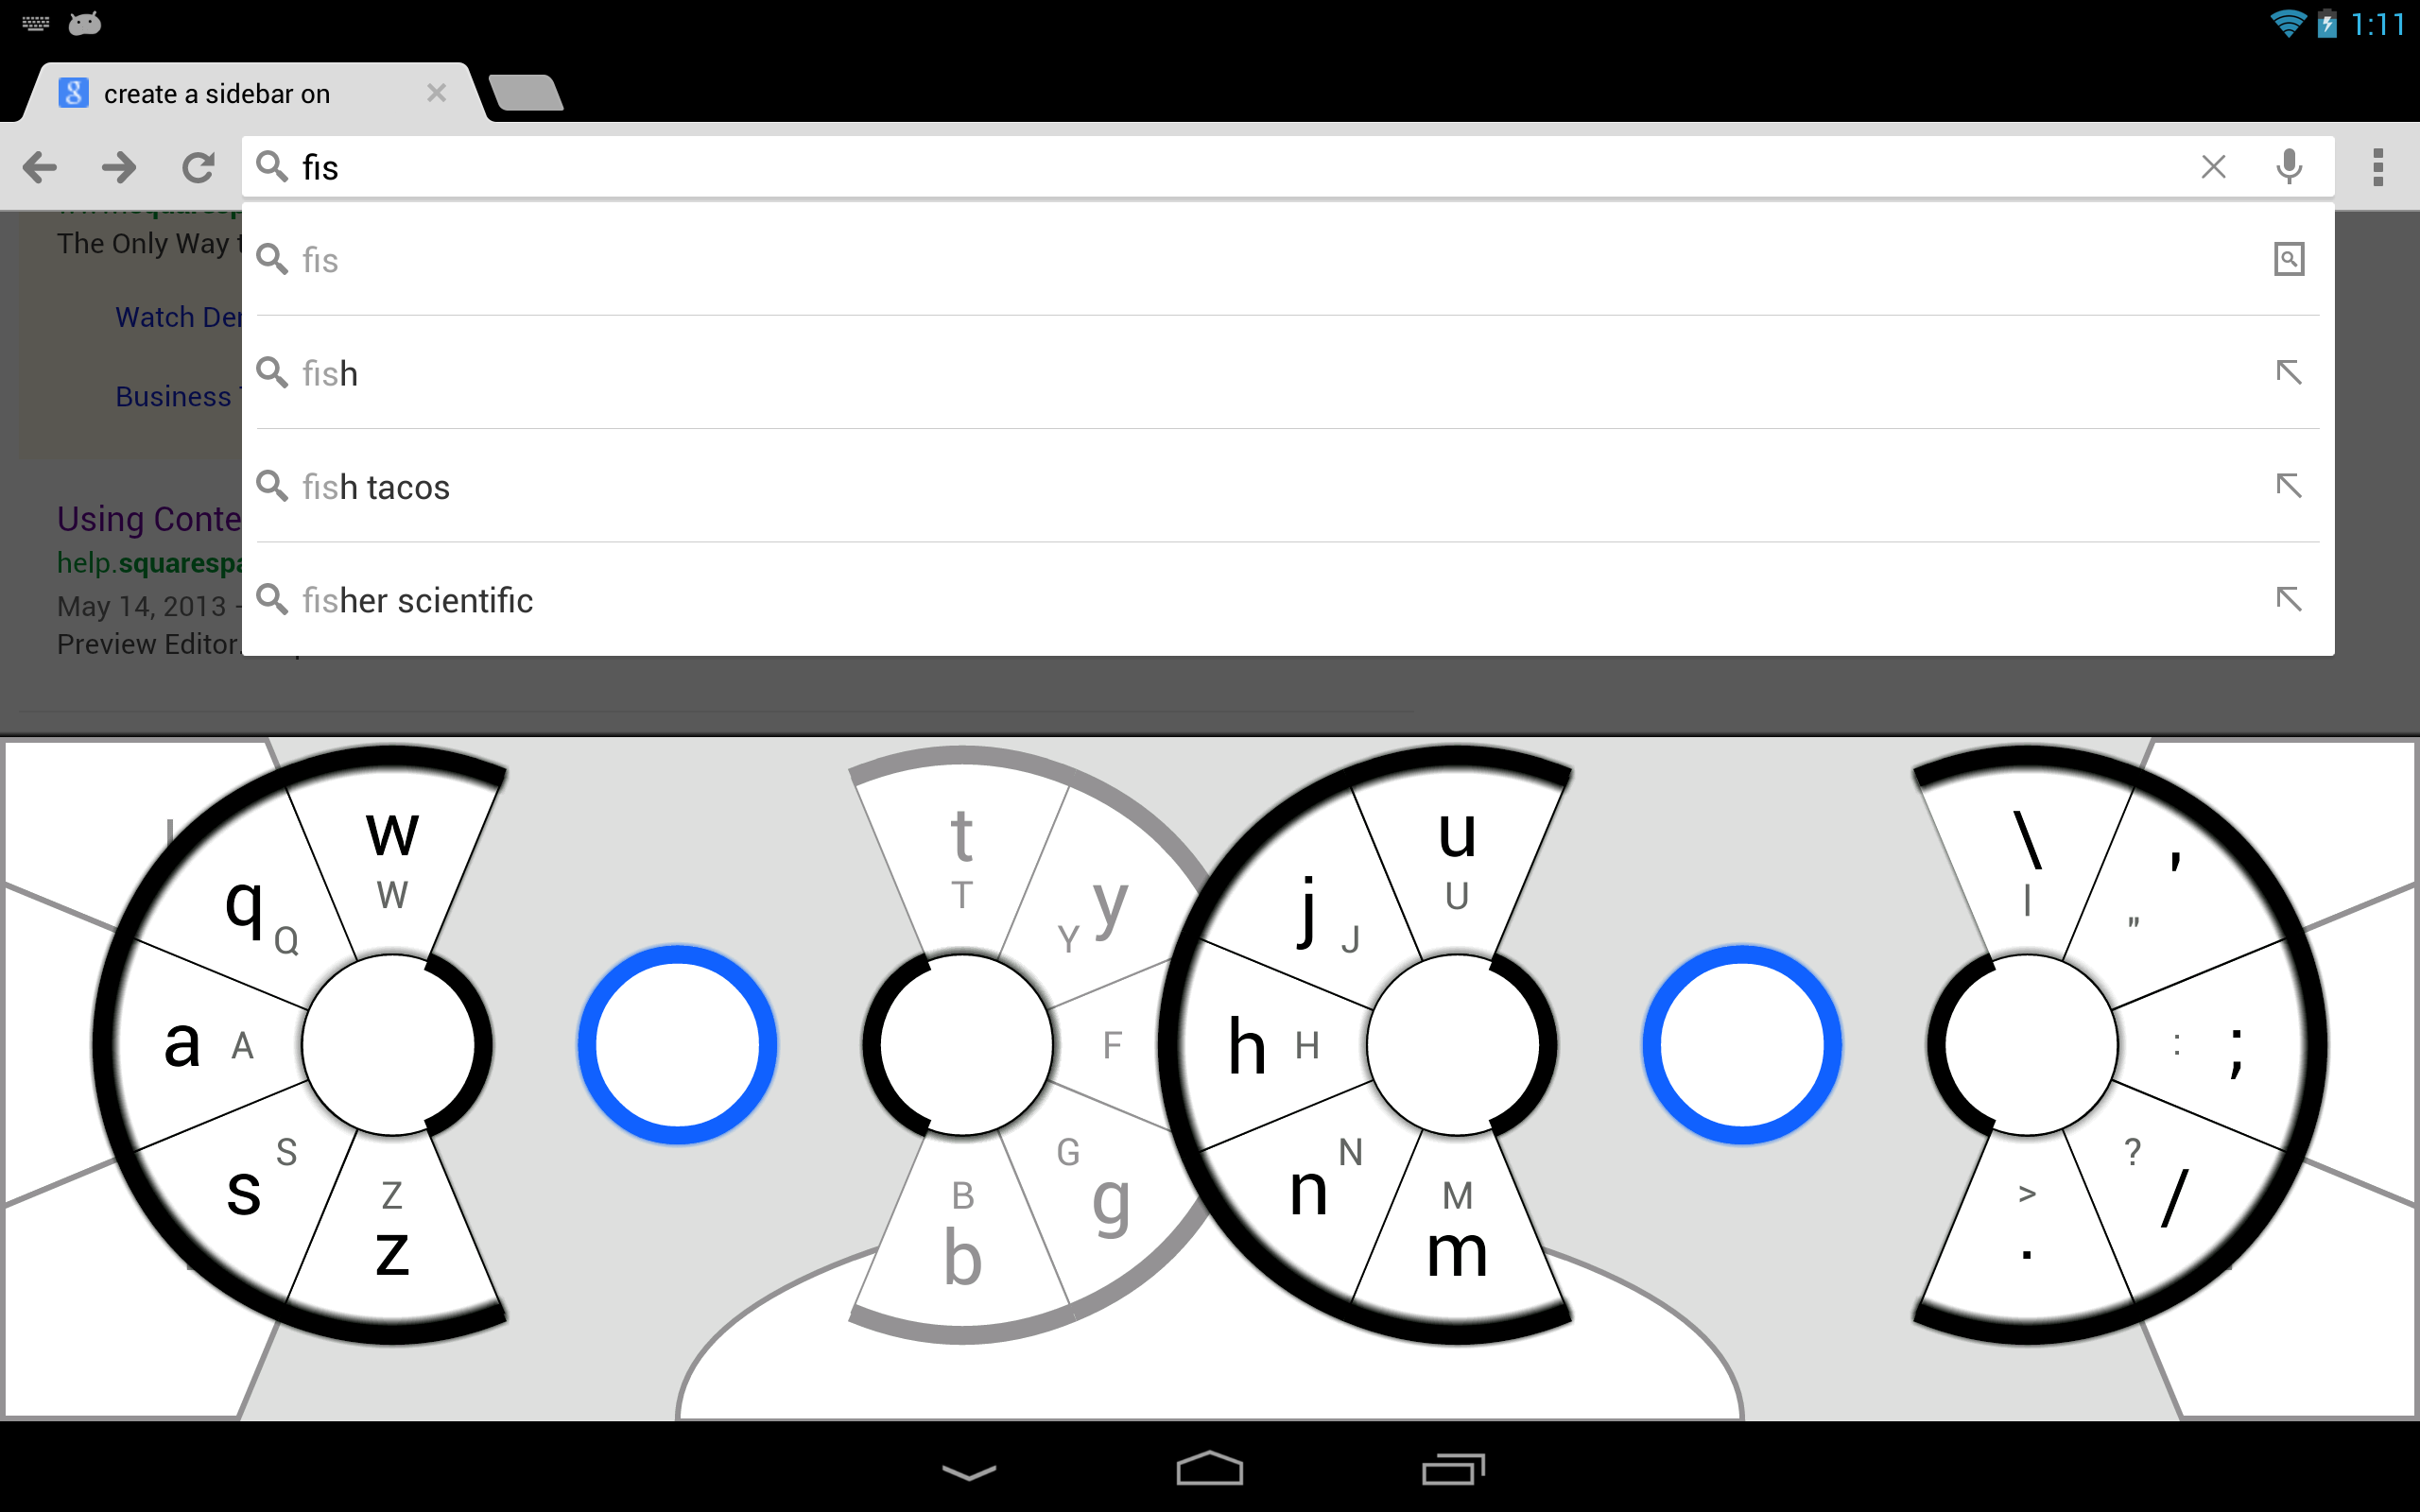 1:11
create a sidebar on
fis
The Only Way t
fis
Watch Der
fish
Business
fish tacos
Using Conte
help.squarespa
May 14, 2013 -
fisher scientific
Preview Editor.
w
W
q
Q
a
A
s
S
Z
z
t
T
y
Y
F
G
g
B
b
u
U
j
J
h
H
N
n
M
m
\
|
'
"
:
;
?
/
>
.